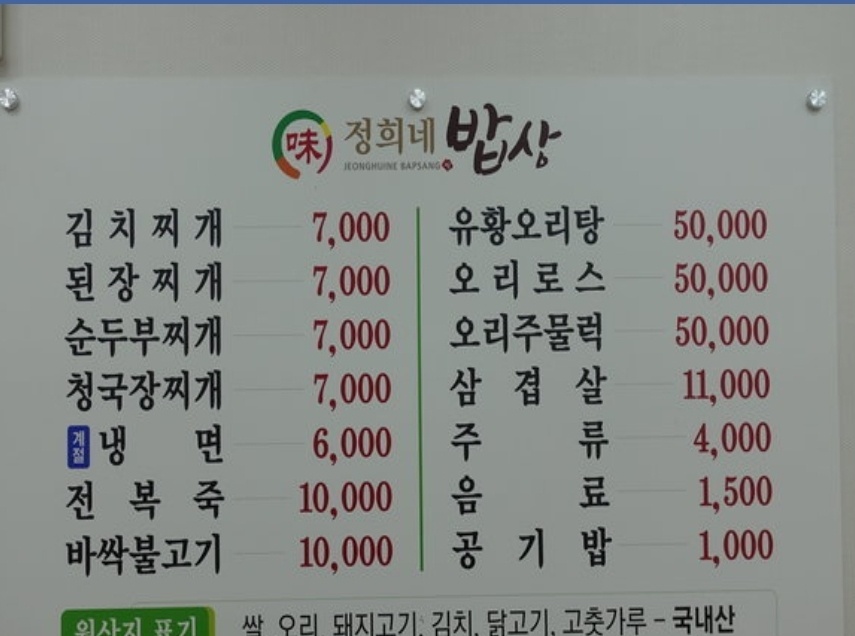 味 정희네 밥상
JEONGHUINE BAPSANG
김치찌개 7,000
된장찌개 7,000
순두부찌개 7,000
청국장찌개 7,000
계절 냉면 6,000
전복죽 10,000
바싹불고기 10,000
유황오리탕 50,000
오리로스 50,000
오리주물럭 50,000
삼겹살 11,000
주류 4,000
음료 1,500
공기밥 1,000
원산지 표기 쌀, 오리, 돼지고기, 김치, 닭고기, 고춧가루 - 국내산